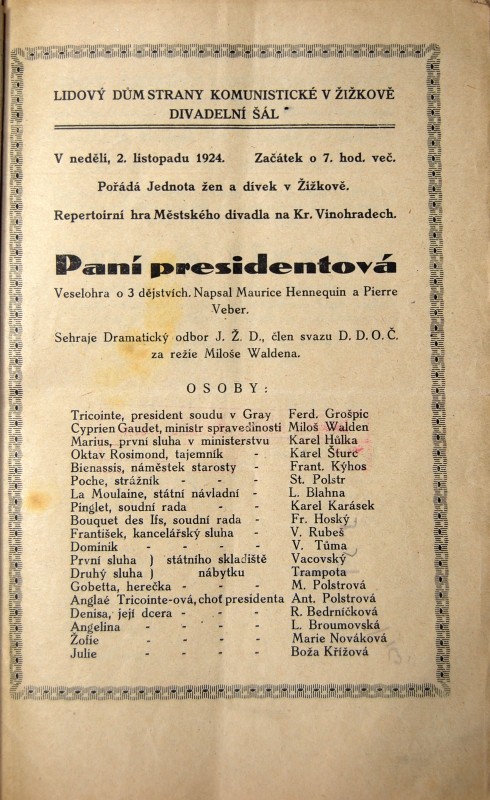 LIDOVÝ DŮM STRANY KOMUNISTICKÉ V ŽIŽKOVĚ
DIVADELNÍ ŠÁL
V neděli, 2. listopadu 1924. Začátek o 7. hod. več.
Pořádá Jednota žen a dívek v Žižkově.
Repertoirní hra Městského divadla na Kr. Vinohradech.
Paní presidentová
Veselohra o 3 dějstvích. Napsal Maurice Hennequin a Pierre
Veber.
Sehraje Dramatický odbor J. Ž. D., člen svazu D. D. O. Č.
za režie Miloše Waldena.
OSOBY:
Tricointe, president soudu v Gray Ferd. Grošpic
Cyprien Gaudet, ministr spravedlnosti Miloš Walden
Marius, první sluha v ministerstvu Karel Hůlka
Oktav Rosimond, tajemník - Karel Šturc
Bienassis, náměstek starosty - Frant. Kýhos
Poche, strážník - - - St. Polstr
La Moulaine, státní návladní - L. Blahna
Pinglet, soudní rada - - Karel Karásek
Bouquet des Ifs, soudní rada - Fr. Hoský
František, kancelářský sluha - V. Rubeš
Dominik - - - - V. Tůma
První sluha ) státního skladiště Vacovský
Druhý sluha ) nábytku Trampota
Gobetta, herečka - - - M. Polstrová
Anglaé Tricointe-ová, choť presidenta Ant. Polstrová
Denisa, její dcera - - - R. Bedrníčková
Angelina - - - - L. Broumovská
Žofie - - - - Marie Nováková
Julie - - - - Boža Křížová